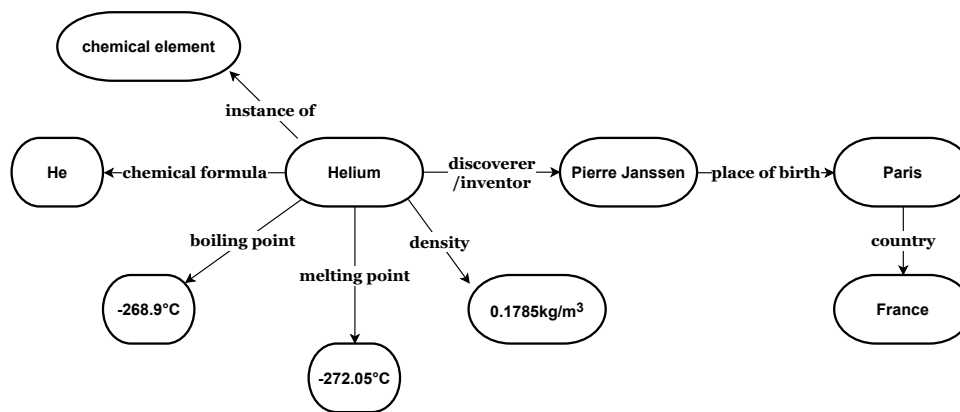 chemical element
instance of
He
chemical formula
Helium
discoverer
/inventor
Pierre Janssen
place of birth
Paris
boiling point
density
country
melting point
-268.9°C
0.1785kg/m³
France
-272.05°C